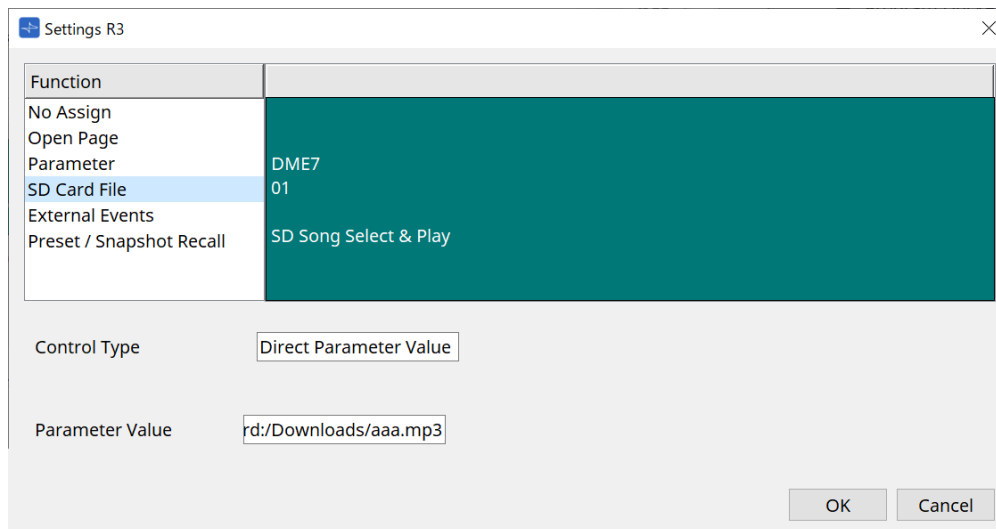 Settings R3
Function
No Assign
Open Page
Parameter
SD Card File
External Events
Preset / Snapshot Recall
DME7
01
SD Song Select & Play
Control Type
Direct Parameter Value
Parameter Value
rd:/Downloads/aaa.mp3
OK
Cancel